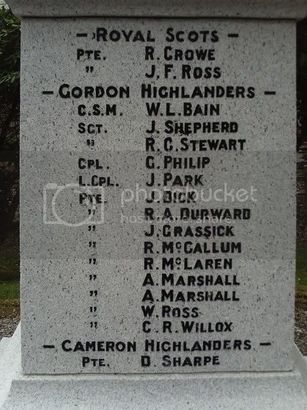 - ROYAL SCOTS -
PTE. R. CROWE
" J. F. ROSS
- GORDON HIGHLANDERS -
C.S.M. W. L. BAIN
SGT. J. SHEPHERD
" R. C. STEWART
CPL. G. PHILIP
L. CPL. J. PARK
PTE. J. DICK
" R. A. DURWARD
" J. GRASSICK
" R. McCALLUM
" R. McLAREN
" A. MARSHALL
" A. MARSHALL
" W. ROSS
" C. R. WILLOX
- CAMERON HIGHLANDERS -
PTE. D. SHARPE
photobucket